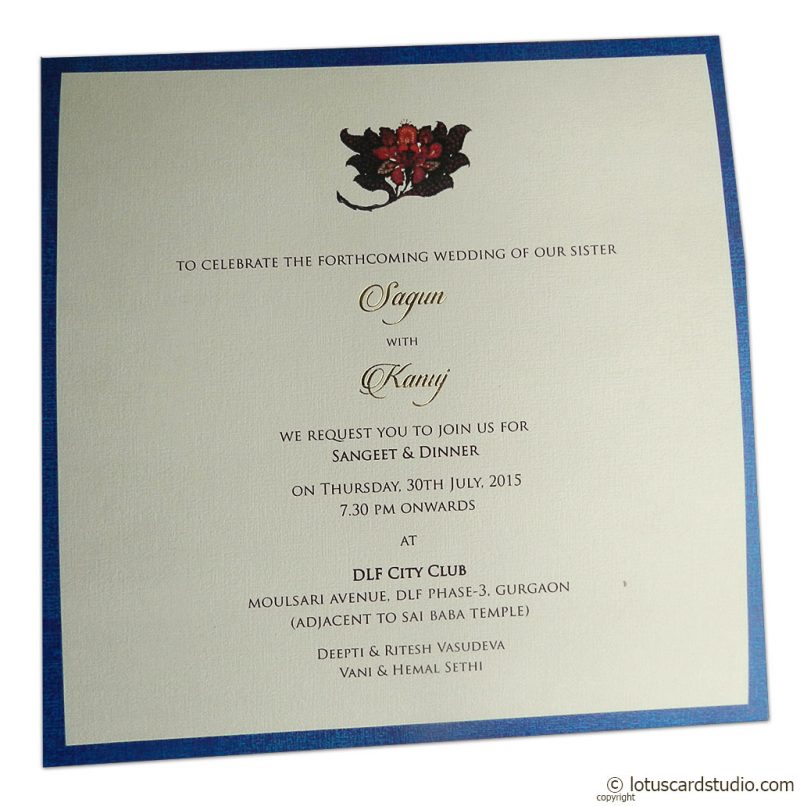 TO CELEBRATE THE FORTHCOMING WEDDING OF OUR SISTER
Sagun
WITH
Kanuj
WE REQUEST YOU TO JOIN US FOR
SANGEET & DINNER
ON THURSDAY, 30TH JULY, 2015
7.30 PM ONWARDS
AT
DLF CITY CLUB
MOULSARI AVENUE, DLF PHASE-3, GURGAON
(ADJACENT TO SAI BABA TEMPLE)
DEEPTI & RITESH VASUDEVA
VANI & HEMAL SETHI
© lotuscardstudio.com
copyright